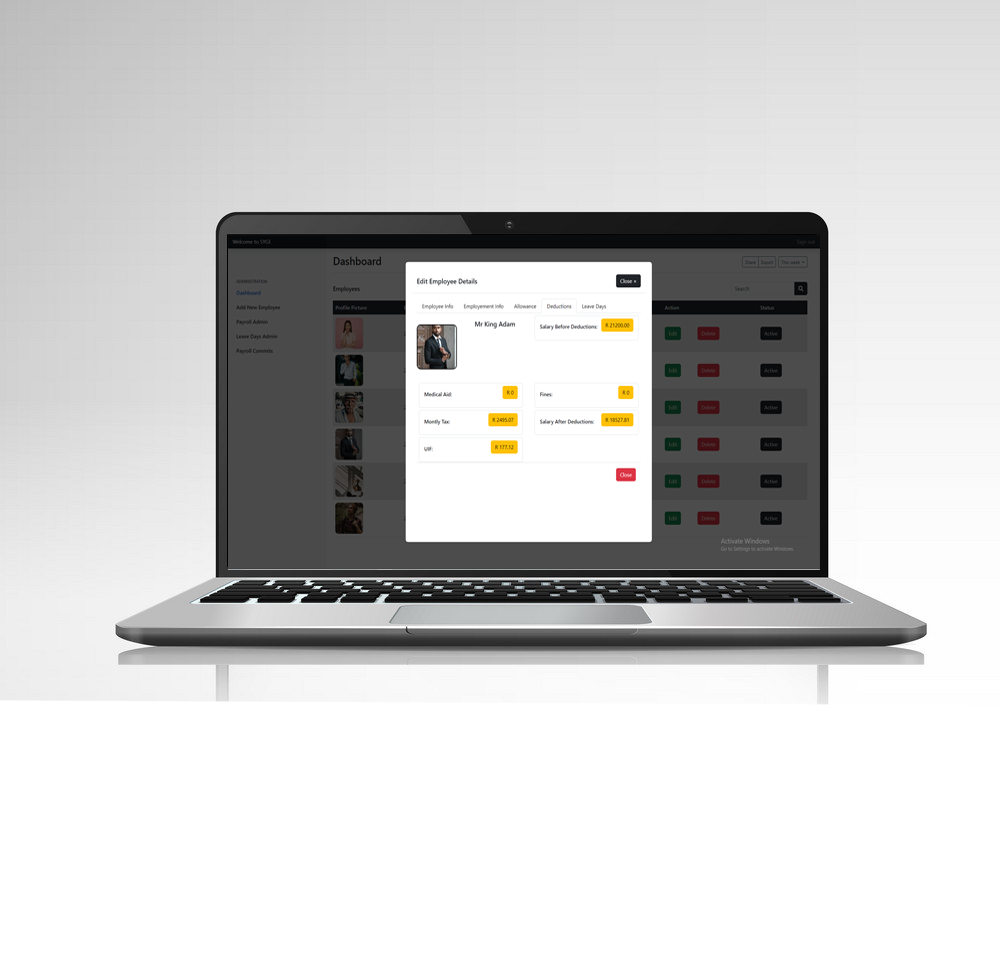 Welcome to ITRSE
Sign out
Dashboard
Share
Export
This week
ADMINISTRATION
Dashboard
Add New Employee
Payroll Admin
Leave Days Admin
Payroll Commits
Employees
Search
Profile Picture
Action
Status
Edit
Delete
Active
Edit
Delete
Active
Edit
Delete
Active
Edit
Delete
Active
Edit
Delete
Active
Edit
Delete
Active
Edit Employee Details
Close ×
Employee Info
Employement Info
Allowance
Deductions
Leave Days
Mr King Adam
Salary Before Deductions:
R 21200.00
Medical Aid:
R 0
Fines:
R 0
Montly Tax:
R 2495.07
Salary After Deductions:
R 18527.81
UIF:
R 177.12
Close
Activate Windows
Go to Settings to activate Windows.